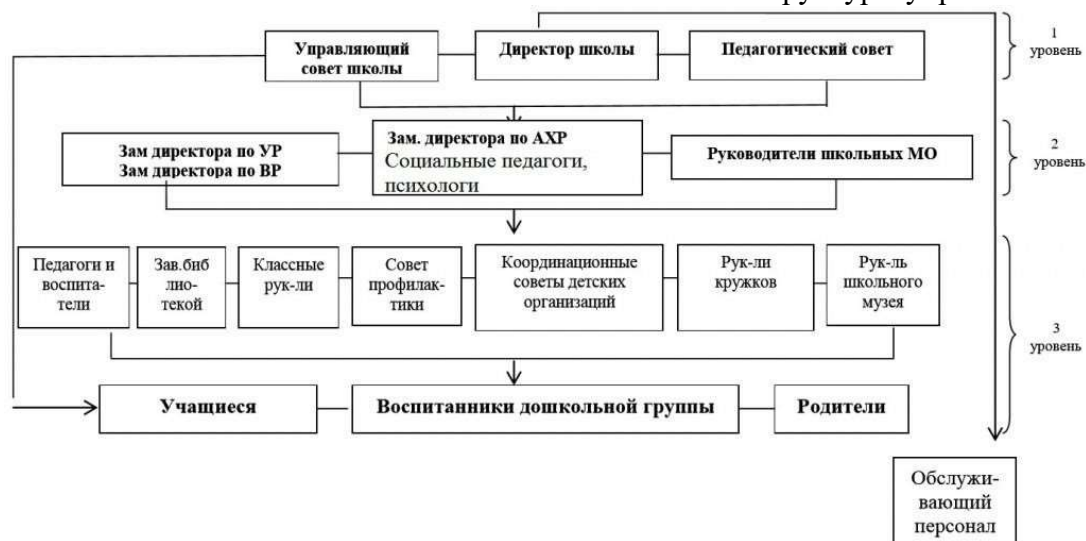 Управляющий
совет школы
Директор школы
Педагогический совет
1
уровень
Зам директора по УР
Зам директора по ВР
Зам. директора по АХР
Социальные педагоги,
психологи
Руководители школьных МО
2
уровень
Педагоги и
воспита-
тели
Зав.биб
лио-
текой
Классные
рук-ли
Совет
профилак-
тики
Координационные
советы детских
организаций
Рук-ли
кружков
Рук-ль
школьного
музея
3
уровень
Учащиеся
Воспитанники дошкольной группы
Родители
Обслужи-
вающий
персонал